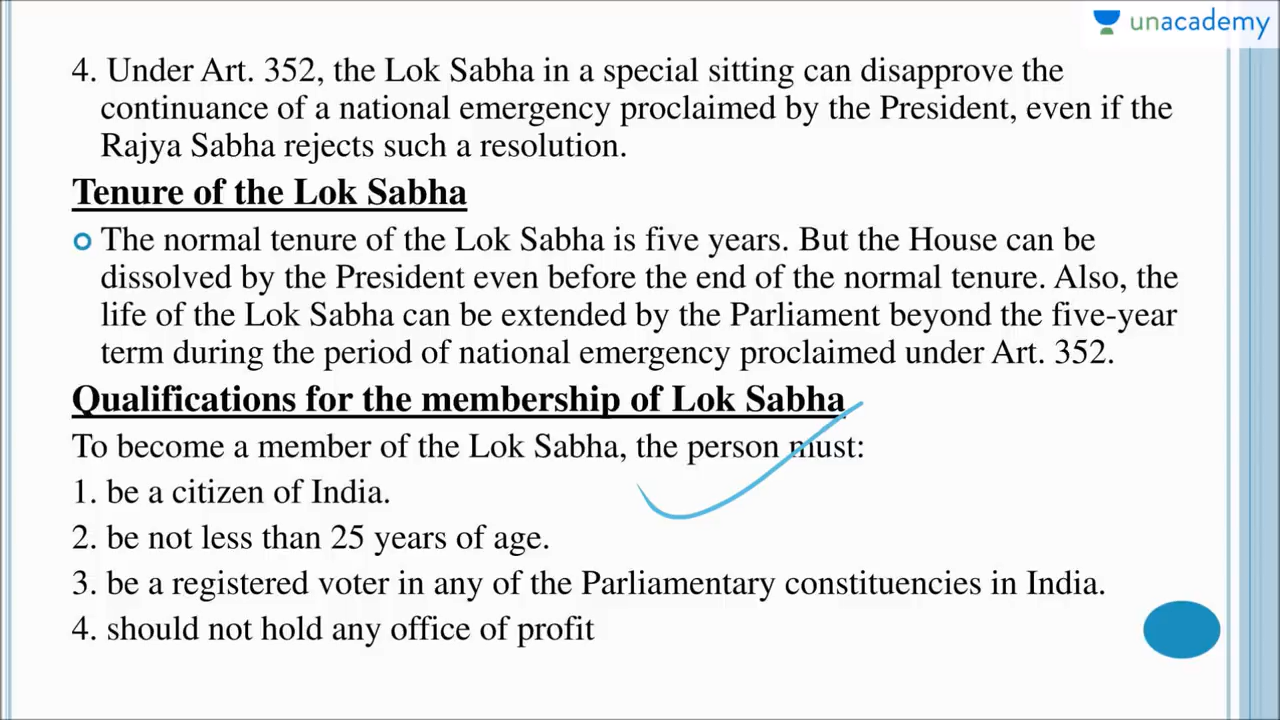 unacademy
4. Under Art. 352, the Lok Sabha in a special sitting can disapprove the
continuance of a national emergency proclaimed by the President, even if the
Rajya Sabha rejects such a resolution.
Tenure of the Lok Sabha
The normal tenure of the Lok Sabha is five years. But the House can be
dissolved by the President even before the end of the normal tenure. Also, the
life of the Lok Sabha can be extended by the Parliament beyond the five-year
term during the period of national emergency proclaimed under Art. 352.
Qualifications for the membership of Lok Sabha
To become a member of the Lok Sabha, the person must:
1. be a citizen of India.
2. be not less than 25 years of age.
3. be a registered voter in any of the Parliamentary constituencies in India.
4. should not hold any office of profit